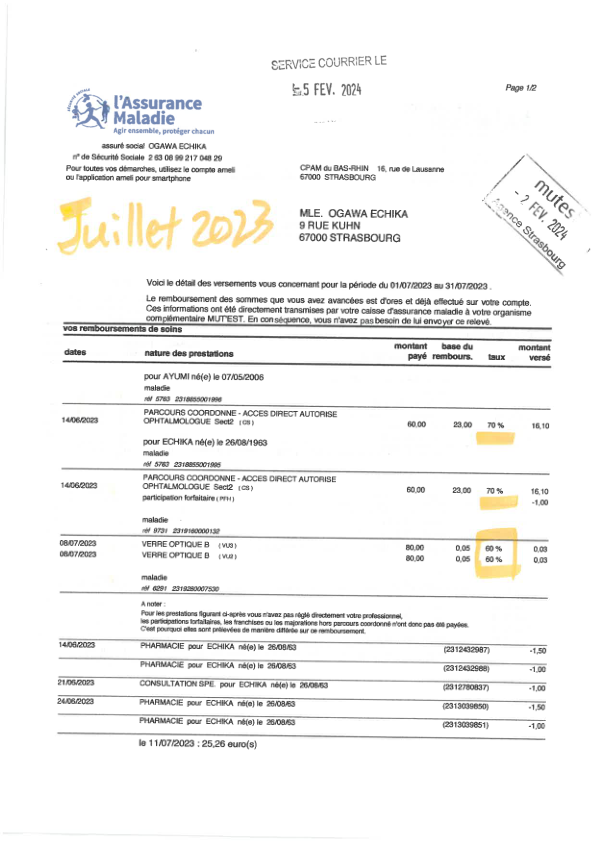 SERVICE COURRIER LE
5 FEV. 2024
Page 1/2
l'Assurance
Maladie
Agir ensemble, protéger chacun
assuré social OGAWA ECHIKA
n° de Sécurité Sociale 2 63 08 99 217 048 29
Pour toutes vos démarches, utilisez le compte ameli
ou l'application ameli pour smartphone
CPAM du BAS-RHIN 16, rue de Lausanne
67000 STRASBOURG
mutes
- 2 FEV. 2024
Agence Strasbourg
Juillet 2023
MLE. OGAWA ECHIKA
9 RUE KUHN
67000 STRASBOURG
Voici le détail des versements vous concernant pour la période du 01/07/2023 au 31/07/2023 .
Le remboursement des sommes que vous avez avancées est d'ores et déjà effectué sur votre compte.
Ces informations ont été directement transmises par votre caisse d'assurance maladie à votre organisme
complémentaire MUT'EST. En conséquence, vous n'avez pas besoin de lui envoyer ce relevé.
vos remboursements de soins
dates nature des prestations montant payé base du rembours. taux montant versé
pour AYUMI né(e) le 07/05/2006
maladie
réf 5763 2318855001996
14/06/2023 PARCOURS COORDONNE - ACCES DIRECT AUTORISE
OPHTALMOLOGUE Sect2 (CS) 60,00 23,00 70 % 16,10
pour ECHIKA né(e) le 26/08/1963
maladie
réf 5763 2318855001995
14/06/2023 PARCOURS COORDONNE - ACCES DIRECT AUTORISE
OPHTALMOLOGUE Sect2 (CS) 60,00 23,00 70 % 16,10
participation forfaitaire (PFH) -1,00
maladie
réf 9731 2319160000132
08/07/2023 VERRE OPTIQUE B (VU3) 80,00 0,05 60 % 0,03
08/07/2023 VERRE OPTIQUE B (VU2) 80,00 0,05 60 % 0,03
maladie
réf 6291 2319280007530
A noter :
Pour les prestations figurant ci-après vous n'avez pas réglé directement votre professionnel,
les participations forfaitaires, les franchises ou les majorations hors parcours coordonné n'ont donc pas été payées.
C'est pourquoi elles sont prélevées de manière différée sur ce remboursement.
14/06/2023 PHARMACIE pour ECHIKA né(e) le 26/08/63 (2312432987) -1,50
PHARMACIE pour ECHIKA né(e) le 26/08/63 (2312432988) -1,00
21/06/2023 CONSULTATION SPE. pour ECHIKA né(e) le 26/08/63 (2312780837) -1,00
24/06/2023 PHARMACIE pour ECHIKA né(e) le 26/08/63 (2313039850) -1,50
PHARMACIE pour ECHIKA né(e) le 26/08/63 (2313039851) -1,00
le 11/07/2023 : 25,26 euro(s)